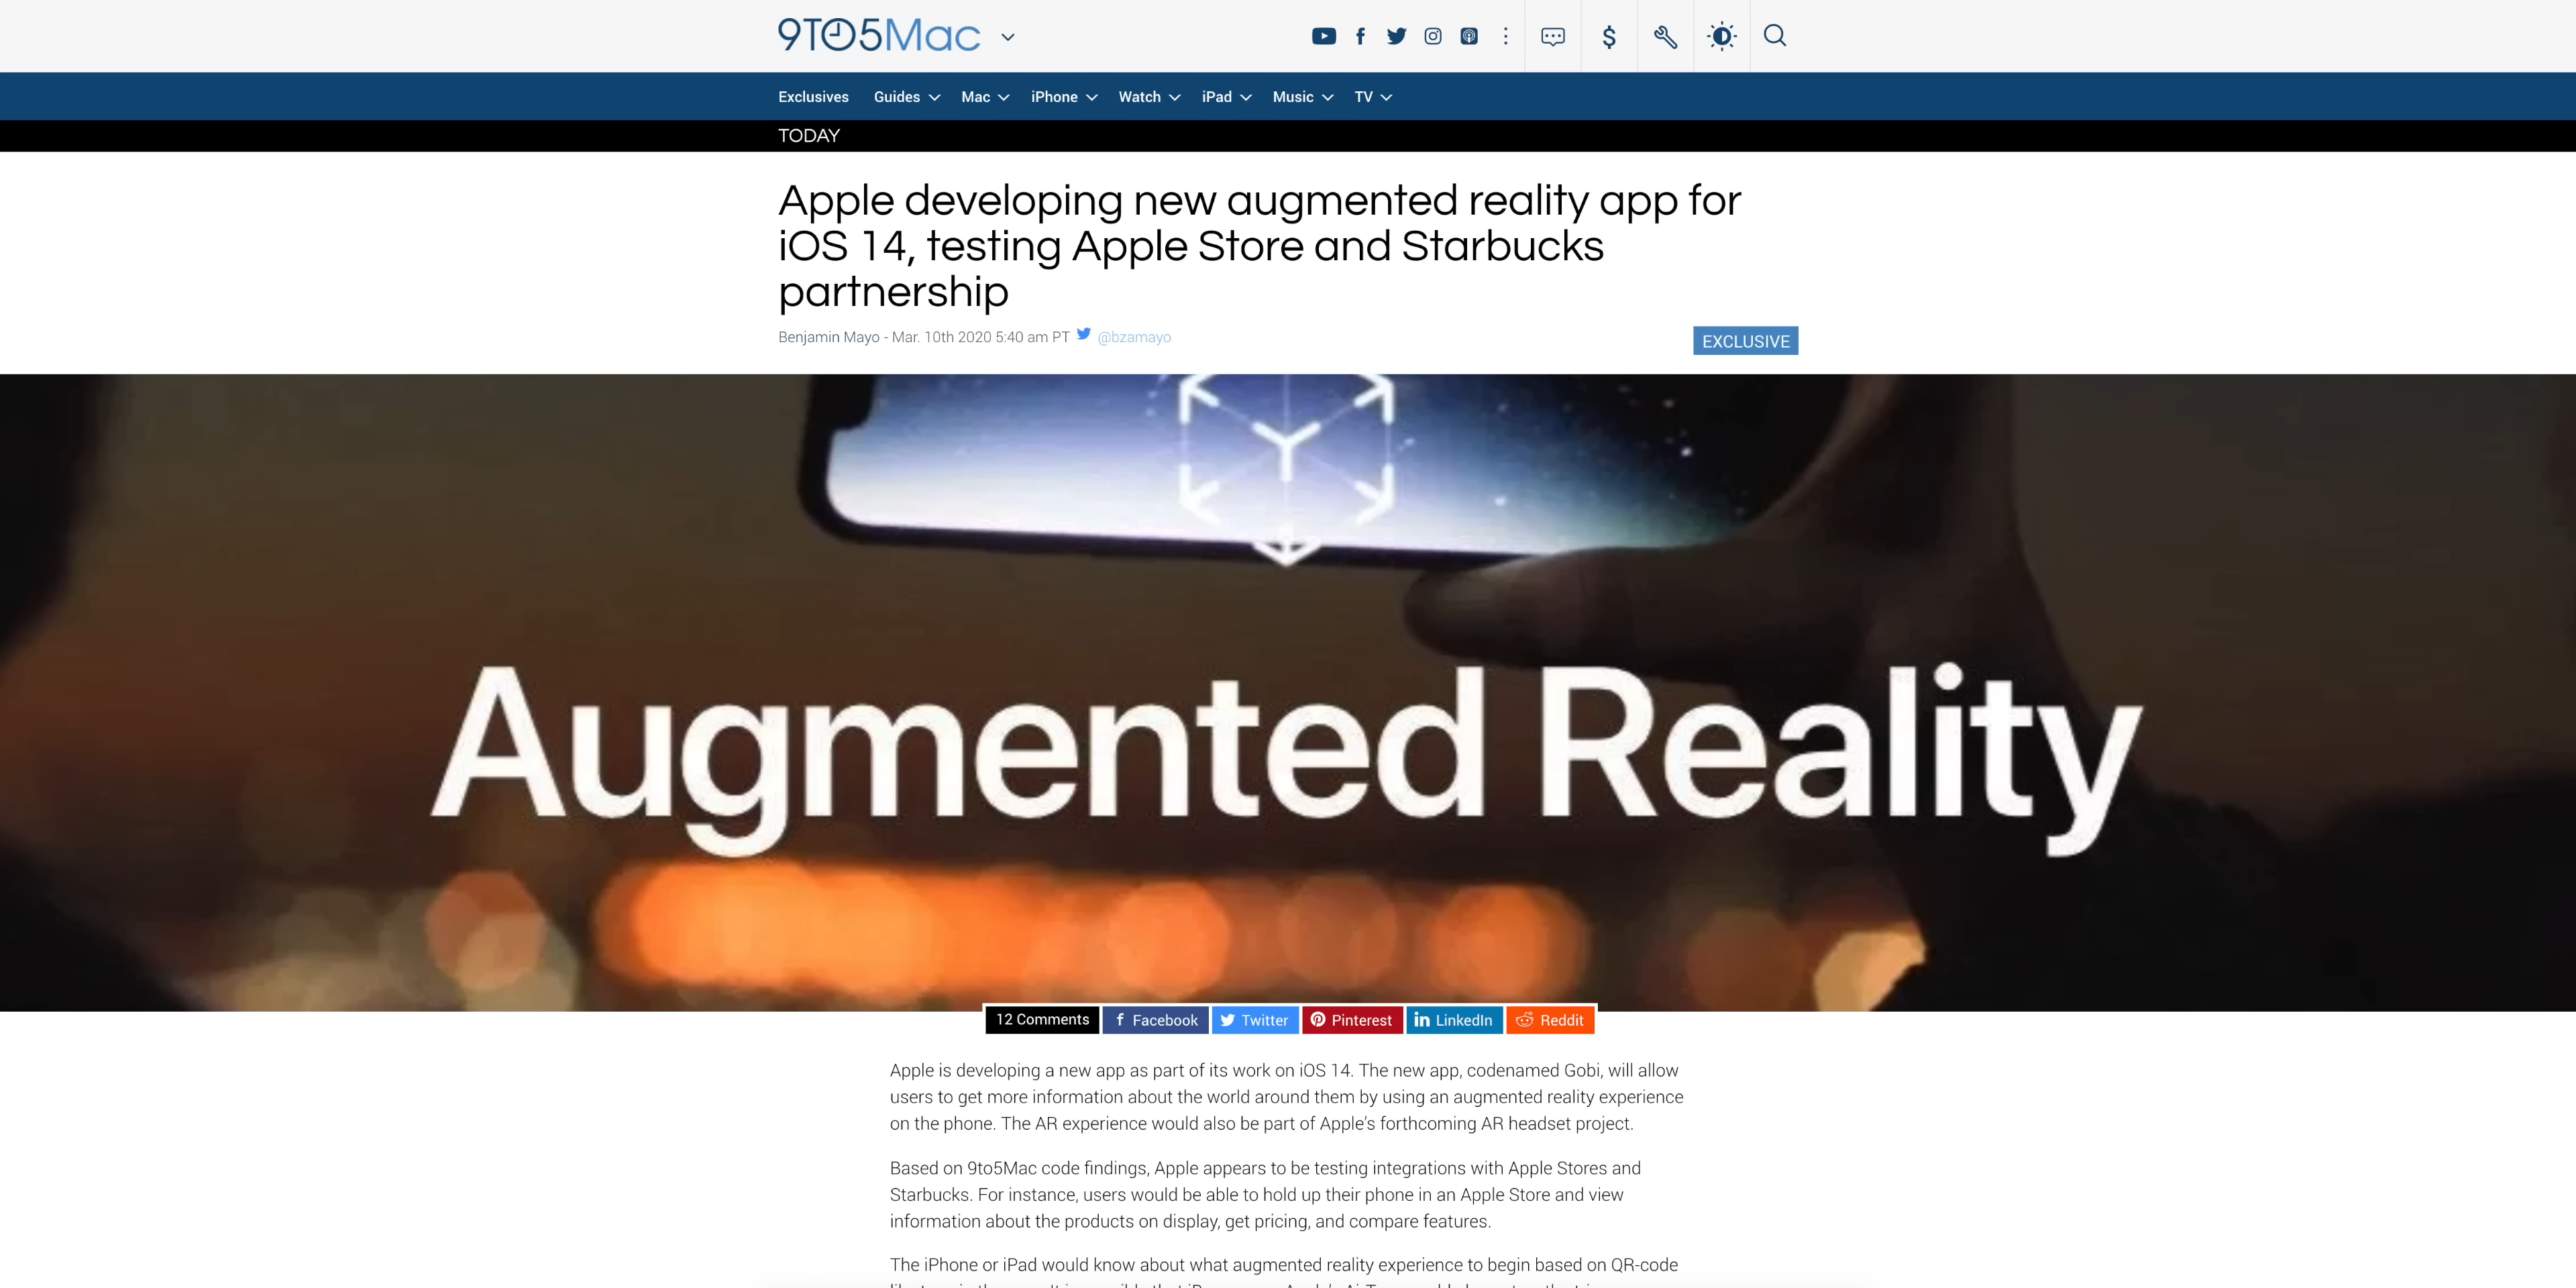 9TO5Mac
Exclusives Guides Mac iPhone Watch iPad Music TV
TODAY
Apple developing new augmented reality app for
iOS 14, testing Apple Store and Starbucks
partnership
Benjamin Mayo - Mar. 10th 2020 5:40 am PT @bzamayo
EXCLUSIVE
Augmented Reality
12 Comments Facebook Twitter Pinterest LinkedIn Reddit
Apple is developing a new app as part of its work on iOS 14. The new app, codenamed Gobi, will allow
users to get more information about the world around them by using an augmented reality experience
on the phone. The AR experience would also be part of Apple's forthcoming AR headset project.
Based on 9to5Mac code findings, Apple appears to be testing integrations with Apple Stores and
Starbucks. For instance, users would be able to hold up their phone in an Apple Store and view
information about the products on display, get pricing, and compare features.
The iPhone or iPad would know about what augmented reality experience to begin based on QR-code